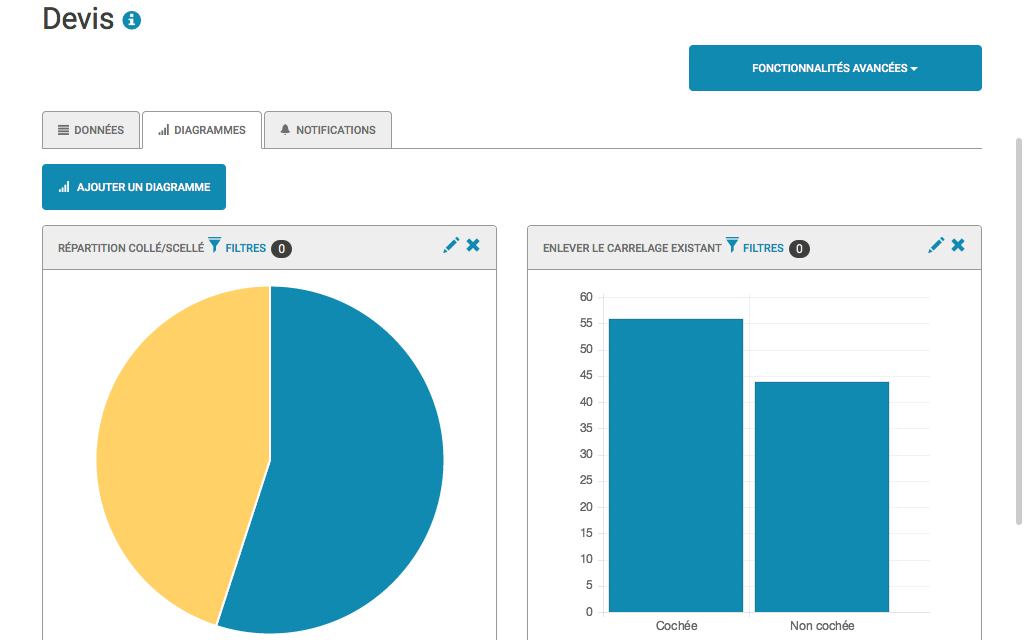 Devis
FONCTIONNALITÉS AVANCÉES
DONNÉES
DIAGRAMMES
NOTIFICATIONS
AJOUTER UN DIAGRAMME
RÉPARTITION COLLÉ/SCELLÉ FILTRES 0
ENLEVER LE CARRELAGE EXISTANT FILTRES 0
60
55
50
45
40
35
30
25
20
15
10
5
0
Cochée Non cochée